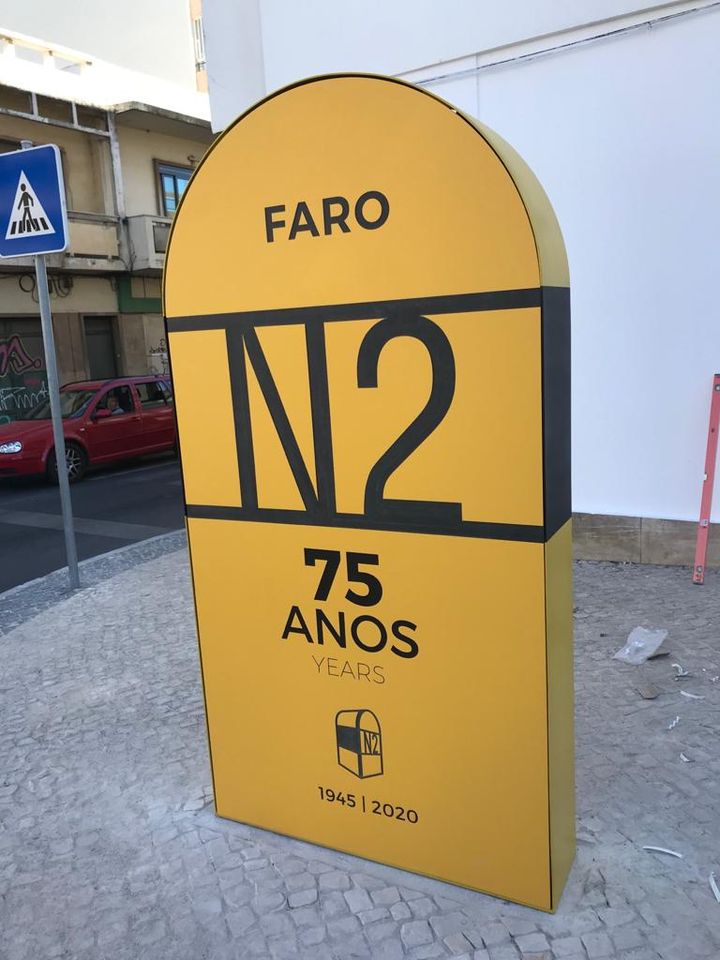 FARO
N2
75
ANOS
YEARS
N2
1945 | 2020